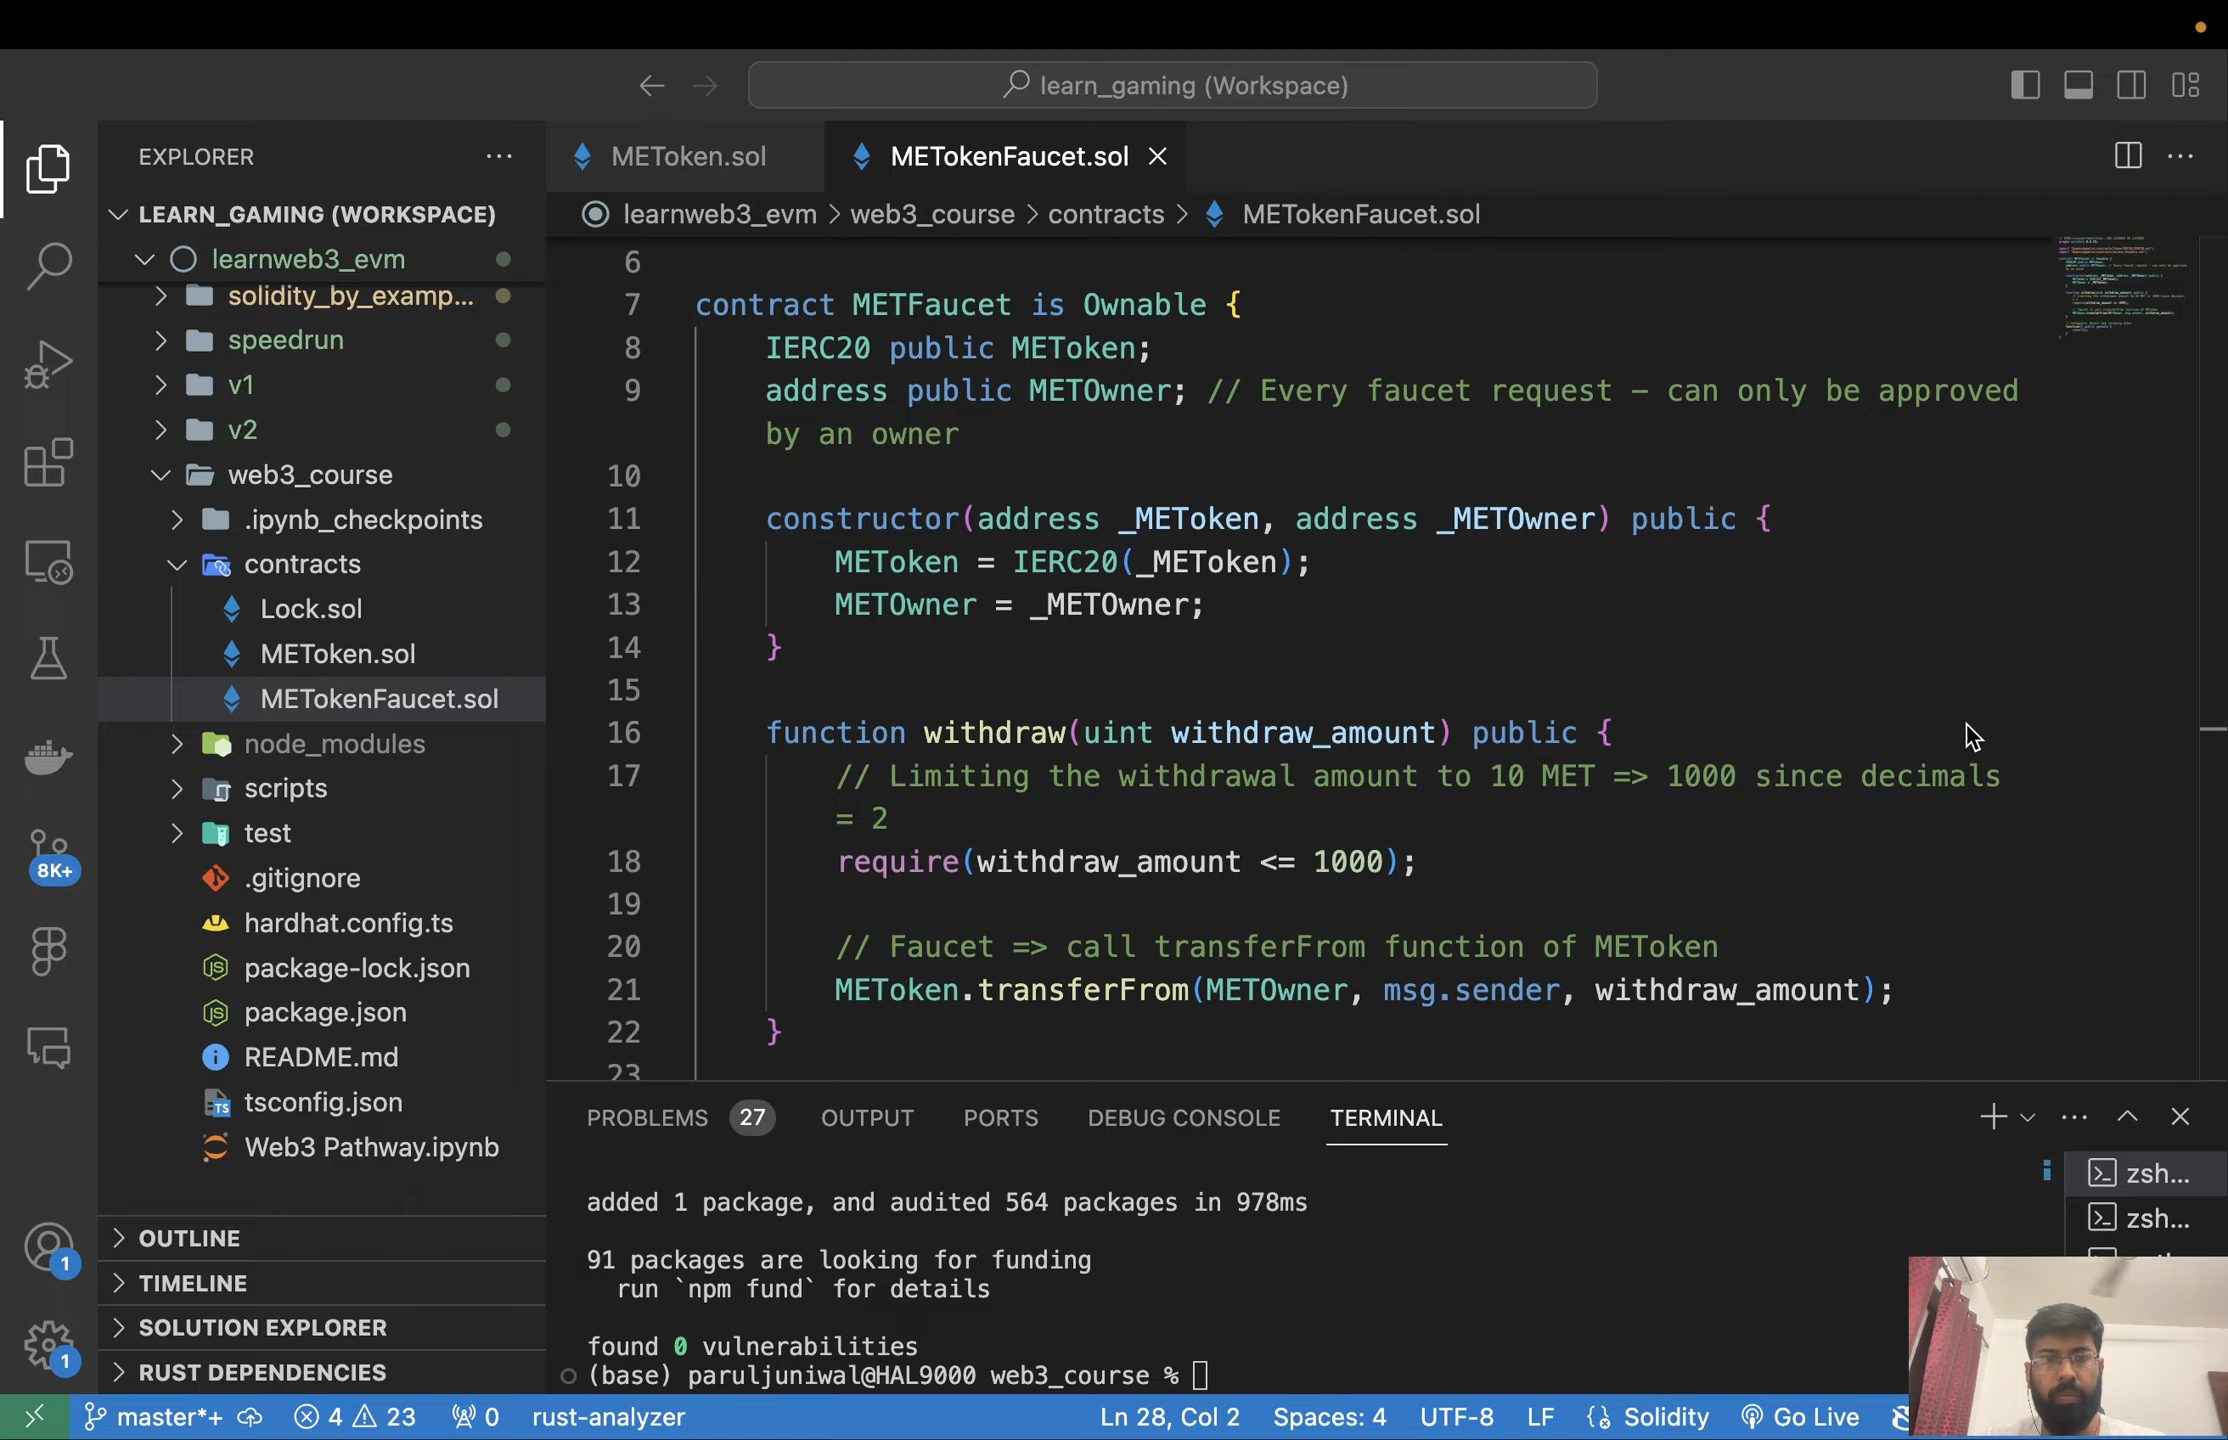 learn_gaming (Workspace)
EXPLORER
METoken.sol
METokenFaucet.sol
LEARN_GAMING (WORKSPACE)
learnweb3_evm > web3_course > contracts > METokenFaucet.sol
learnweb3_evm
solidity_by_examp...
speedrun
v1
v2
web3_course
.ipynb_checkpoints
contracts
Lock.sol
METoken.sol
METokenFaucet.sol
node_modules
scripts
test
.gitignore
hardhat.config.ts
package-lock.json
package.json
README.md
tsconfig.json
Web3 Pathway.ipynb
OUTLINE
TIMELINE
SOLUTION EXPLORER
RUST DEPENDENCIES
8K+
1
1
6
7 contract METFaucet is Ownable {
8 IERC20 public METoken;
9 address public METOwner; // Every faucet request – can only be approved
by an owner
10
11 constructor(address _METoken, address _METOwner) public {
12 METoken = IERC20(_METoken);
13 METOwner = _METOwner;
14 }
15
16 function withdraw(uint withdraw_amount) public {
17 // Limiting the withdrawal amount to 10 MET => 1000 since decimals
= 2
18 require(withdraw_amount <= 1000);
19
20 // Faucet => call transferFrom function of METoken
21 METoken.transferFrom(METOwner, msg.sender, withdraw_amount);
22 }
23
PROBLEMS 27 OUTPUT PORTS DEBUG CONSOLE TERMINAL
added 1 package, and audited 564 packages in 978ms
91 packages are looking for funding
run `npm fund` for details
found 0 vulnerabilities
(base) paruljuniwal@HAL9000 web3_course %
zsh...
zsh...
master*+ 4 23 0 rust-analyzer Ln 28, Col 2 Spaces: 4 UTF-8 LF Solidity Go Live